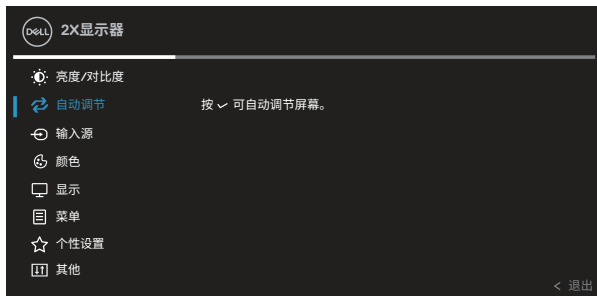 DELL 2X显示器
亮度/对比度
自动调节 按 ✓ 可自动调节屏幕。
输入源
颜色
显示
菜单
个性设置
其他
< 退出